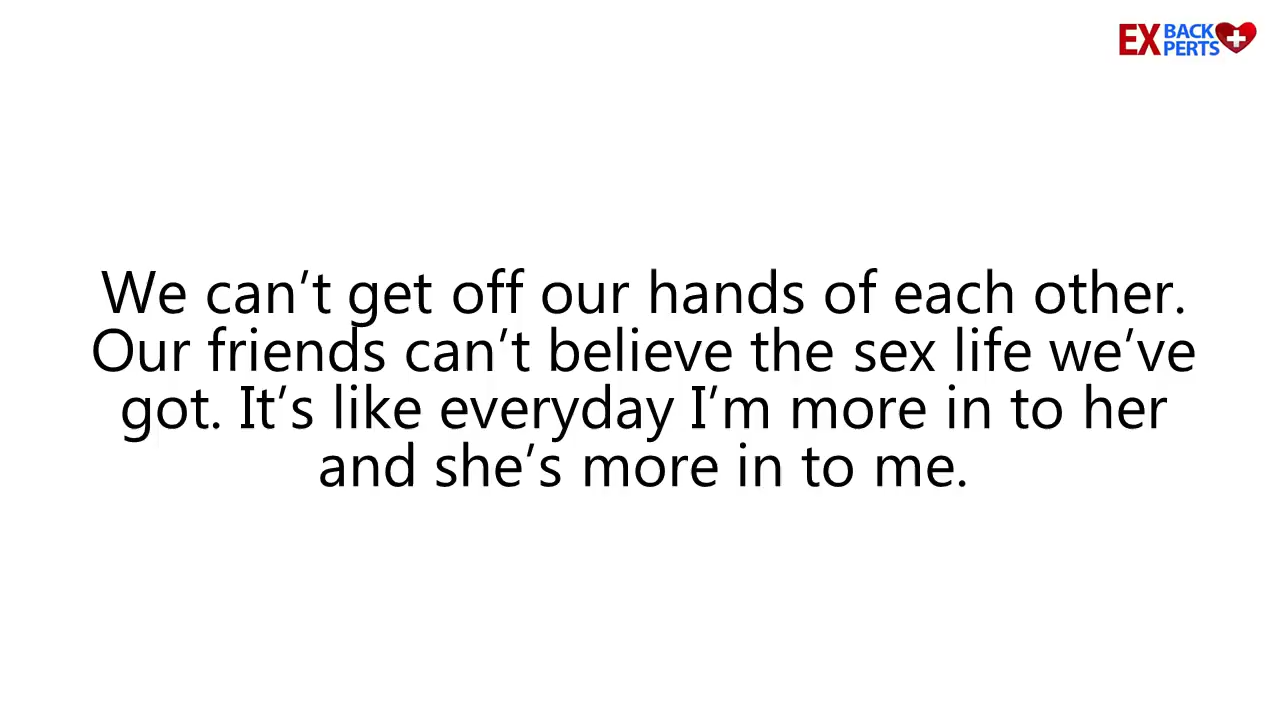 EX BACK PERTS
We can’t get off our hands of each other.
Our friends can’t believe the sex life we’ve
got. It’s like everyday I’m more in to her
and she’s more in to me.